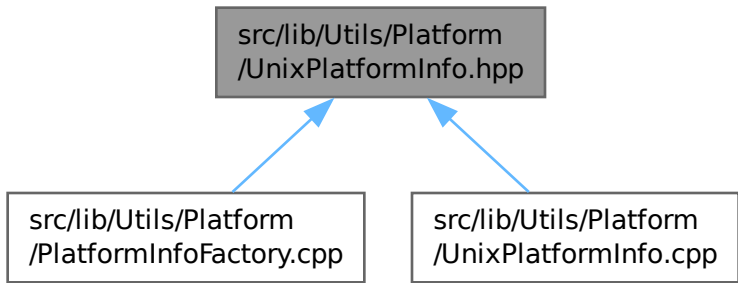 src/lib/Utils/Platform
/UnixPlatformInfo.hpp
src/lib/Utils/Platform
/PlatformInfoFactory.cpp
src/lib/Utils/Platform
/UnixPlatformInfo.cpp